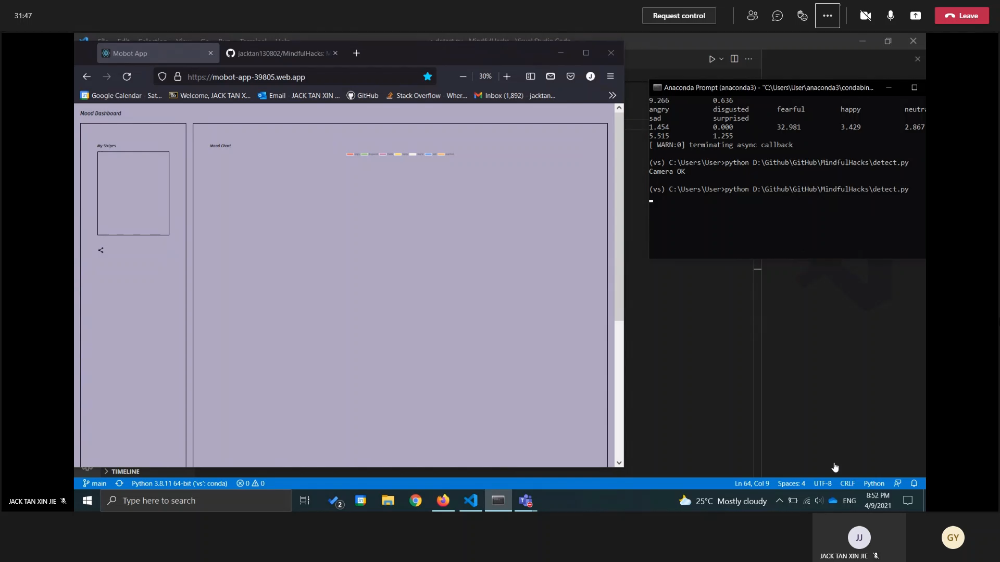 31:47
Request control
Leave
Mobot App
jacktan130802/MindfulHacks: M
https://mobot-app-39805.web.app
30%
Google Calendar - Sat...
Welcome, JACK TAN X...
Email - JACK TAN XIN ...
GitHub
Stack Overflow - Wher...
Inbox (1,892) - jacktan...
Mood Dashboard
My Stripes
Mood Chart
Anaconda Prompt (anaconda3) - "C:\Users\User\anaconda3\condabin...
9.266 0.636
angry disgusted fearful happy neutra
sad surprised
1.454 0.000 32.981 3.429 2.867
5.515 1.255
[ WARN:0] terminating async callback
(vs) C:\Users\User>python D:\Github\GitHub\MindfulHacks\detect.py
Camera OK
(vs) C:\Users\User>python D:\Github\GitHub\MindfulHacks\detect.py
TIMELINE
main
Python 3.8.11 64-bit ('vs': conda)
0 0
Ln 64, Col 9
Spaces: 4
UTF-8
CRLF
Python
JACK TAN XIN JIE
Type here to search
2
31
25°C Mostly cloudy
ENG
8:52 PM
4/9/2021
JJ
JACK TAN XIN JIE
GY